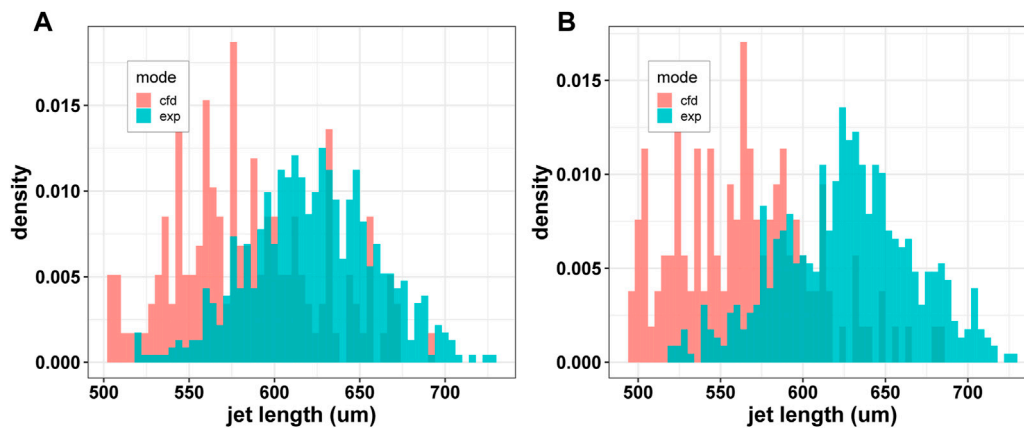 A
mode
cfd
exp
density
0.015
0.010
0.005
0.000
500 550 600 650 700
jet length (um)
B
mode
cfd
exp
density
0.015
0.010
0.005
0.000
500 550 600 650 700
jet length (um)